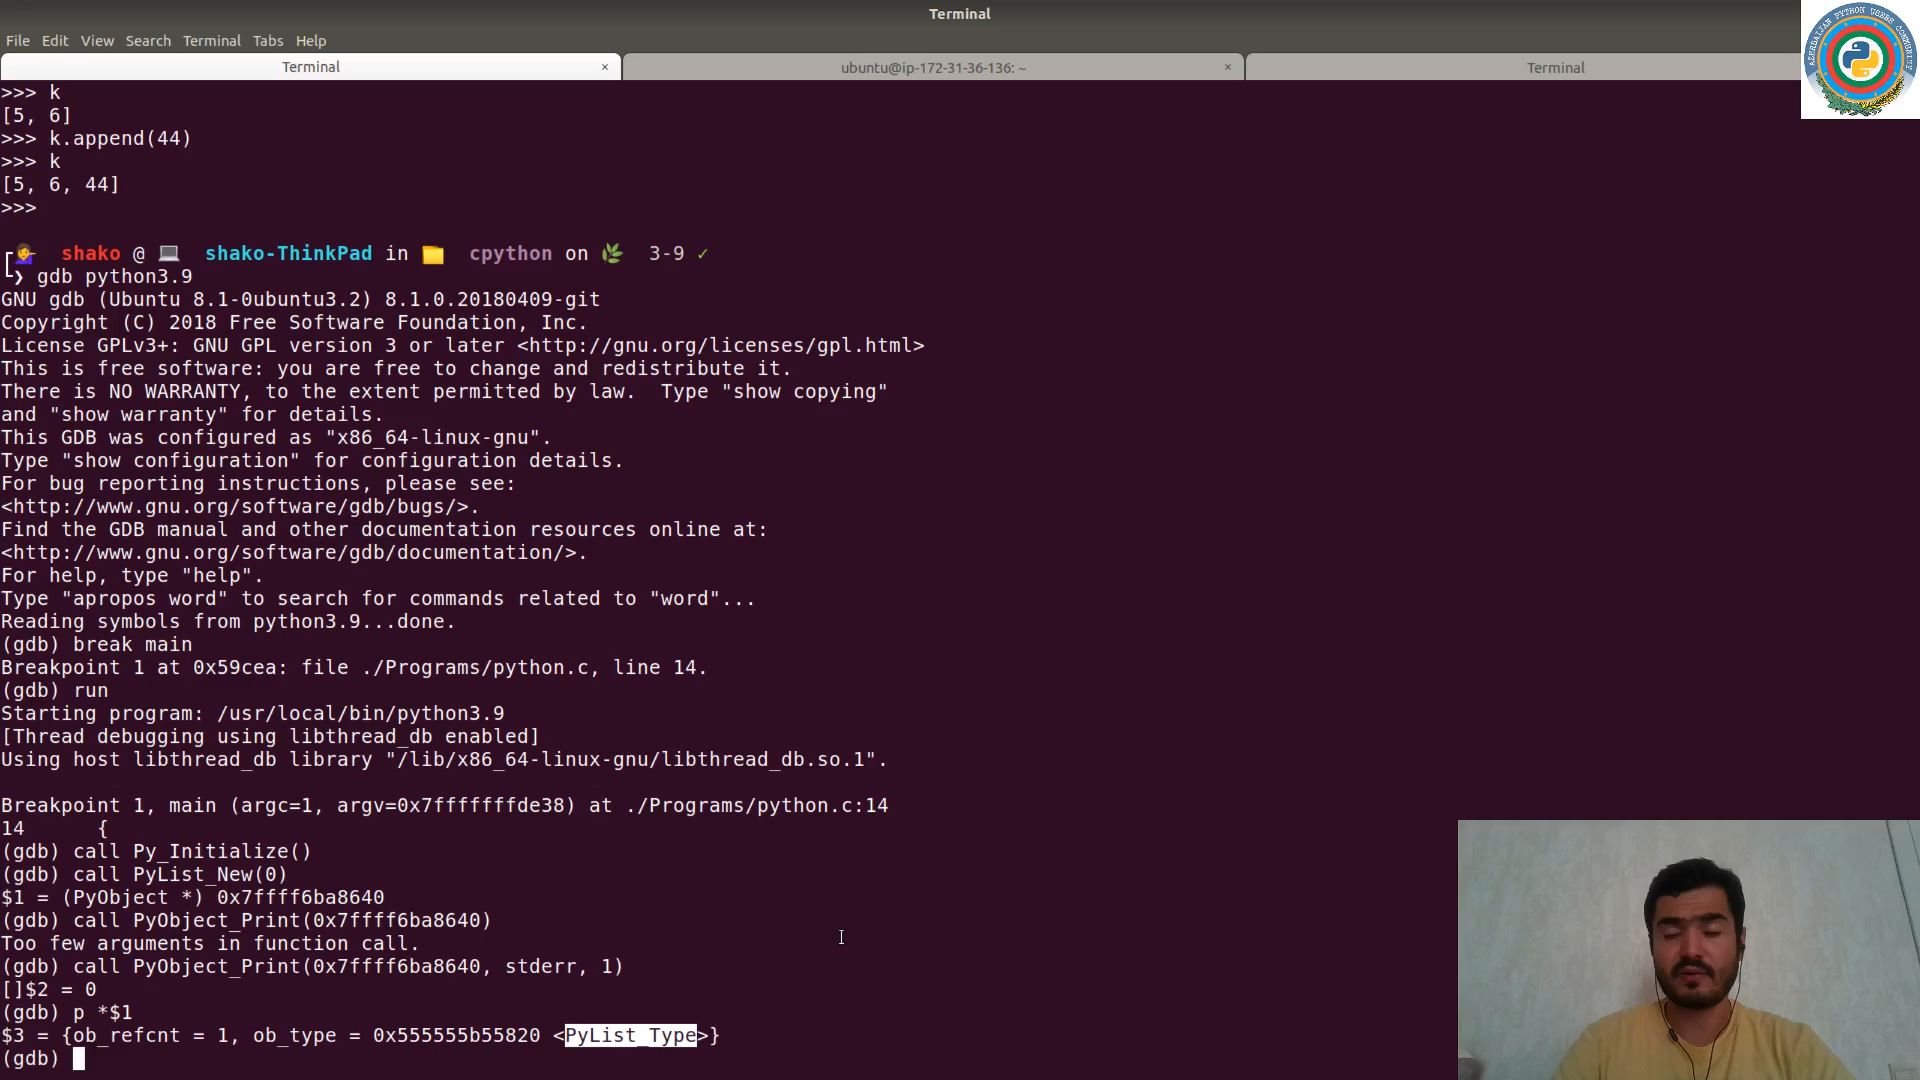 Terminal
File Edit View Search Terminal Tabs Help
Terminal × ubuntu@ip-172-31-36-136: ~ × Terminal
AZERBAIJAN PYTHON USERS COMMUNITY
>>> k
[5, 6]
>>> k.append(44)
>>> k
[5, 6, 44]
>>>
shako @ shako-ThinkPad in cpython on 3-9 ✓
❯ gdb python3.9
GNU gdb (Ubuntu 8.1-0ubuntu3.2) 8.1.0.20180409-git
Copyright (C) 2018 Free Software Foundation, Inc.
License GPLv3+: GNU GPL version 3 or later <http://gnu.org/licenses/gpl.html>
This is free software: you are free to change and redistribute it.
There is NO WARRANTY, to the extent permitted by law.  Type "show copying"
and "show warranty" for details.
This GDB was configured as "x86_64-linux-gnu".
Type "show configuration" for configuration details.
For bug reporting instructions, please see:
<http://www.gnu.org/software/gdb/bugs/>.
Find the GDB manual and other documentation resources online at:
<http://www.gnu.org/software/gdb/documentation/>.
For help, type "help".
Type "apropos word" to search for commands related to "word"...
Reading symbols from python3.9...done.
(gdb) break main
Breakpoint 1 at 0x59cea: file ./Programs/python.c, line 14.
(gdb) run
Starting program: /usr/local/bin/python3.9
[Thread debugging using libthread_db enabled]
Using host libthread_db library "/lib/x86_64-linux-gnu/libthread_db.so.1".
Breakpoint 1, main (argc=1, argv=0x7fffffffde38) at ./Programs/python.c:14
14      {
(gdb) call Py_Initialize()
(gdb) call PyList_New(0)
$1 = (PyObject *) 0x7ffff6ba8640
(gdb) call PyObject_Print(0x7ffff6ba8640)
Too few arguments in function call.
(gdb) call PyObject_Print(0x7ffff6ba8640, stderr, 1)
[]$2 = 0
(gdb) p *$1
$3 = {ob_refcnt = 1, ob_type = 0x555555b55820 <PyList_Type>}
(gdb)